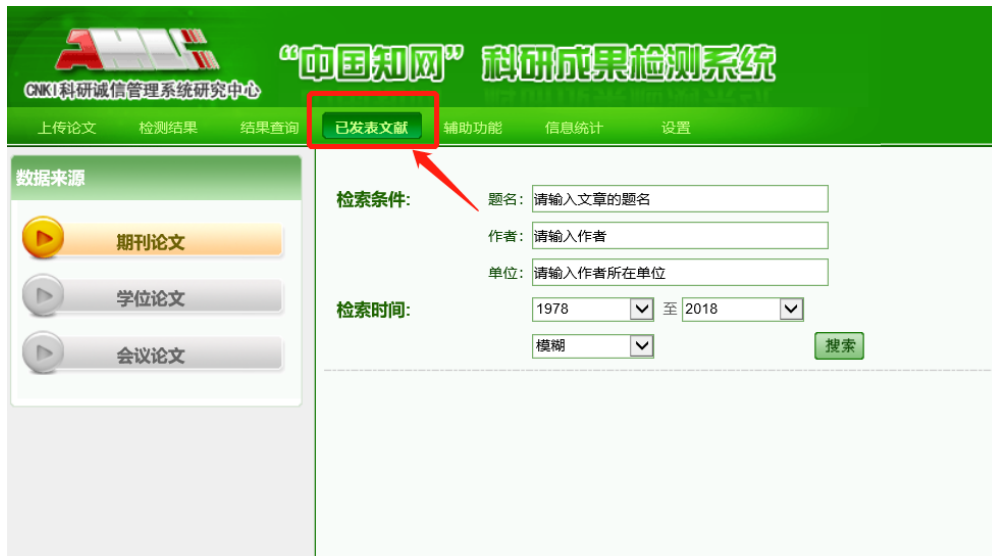 AMLC
CNKI科研诚信管理系统研究中心
“中国知网” 科研成果检测系统
上传论文 检测结果 结果查询 已发表文献 辅助功能 信息统计 设置
数据来源
期刊论文
学位论文
会议论文
检索条件: 题名: 请输入文章的题名
作者: 请输入作者
单位: 请输入作者所在单位
检索时间: 1978 至 2018
模糊 搜索